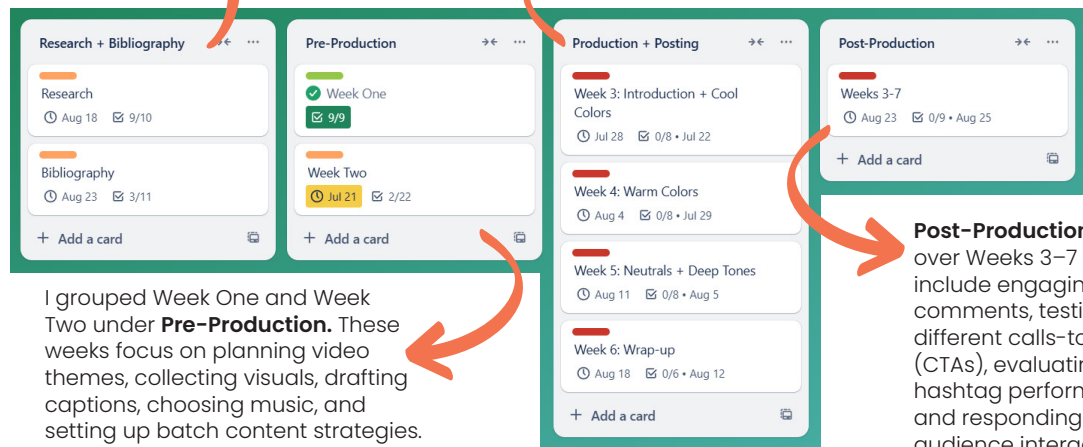 Research + Bibliography
Research
Aug 18 9/10
Bibliography
Aug 23 3/11
+ Add a card
Pre-Production
Week One
9/9
Week Two
Jul 21 2/22
+ Add a card
I grouped Week One and Week
Two under Pre-Production. These
weeks focus on planning video
themes, collecting visuals, drafting
captions, choosing music, and
setting up batch content strategies.
Production + Posting
Week 3: Introduction + Cool
Colors
Jul 28 0/8 • Jul 22
Week 4: Warm Colors
Aug 4 0/8 • Jul 29
Week 5: Neutrals + Deep Tones
Aug 11 0/8 • Aug 5
Week 6: Wrap-up
Aug 18 0/6 • Aug 12
+ Add a card
Post-Production
Weeks 3-7
Aug 23 0/9 • Aug 25
+ Add a card
Post-Production
over Weeks 3–7
include engagin
comments, testi
different calls-to
(CTAs), evaluatin
hashtag perform
and responding
audience intera